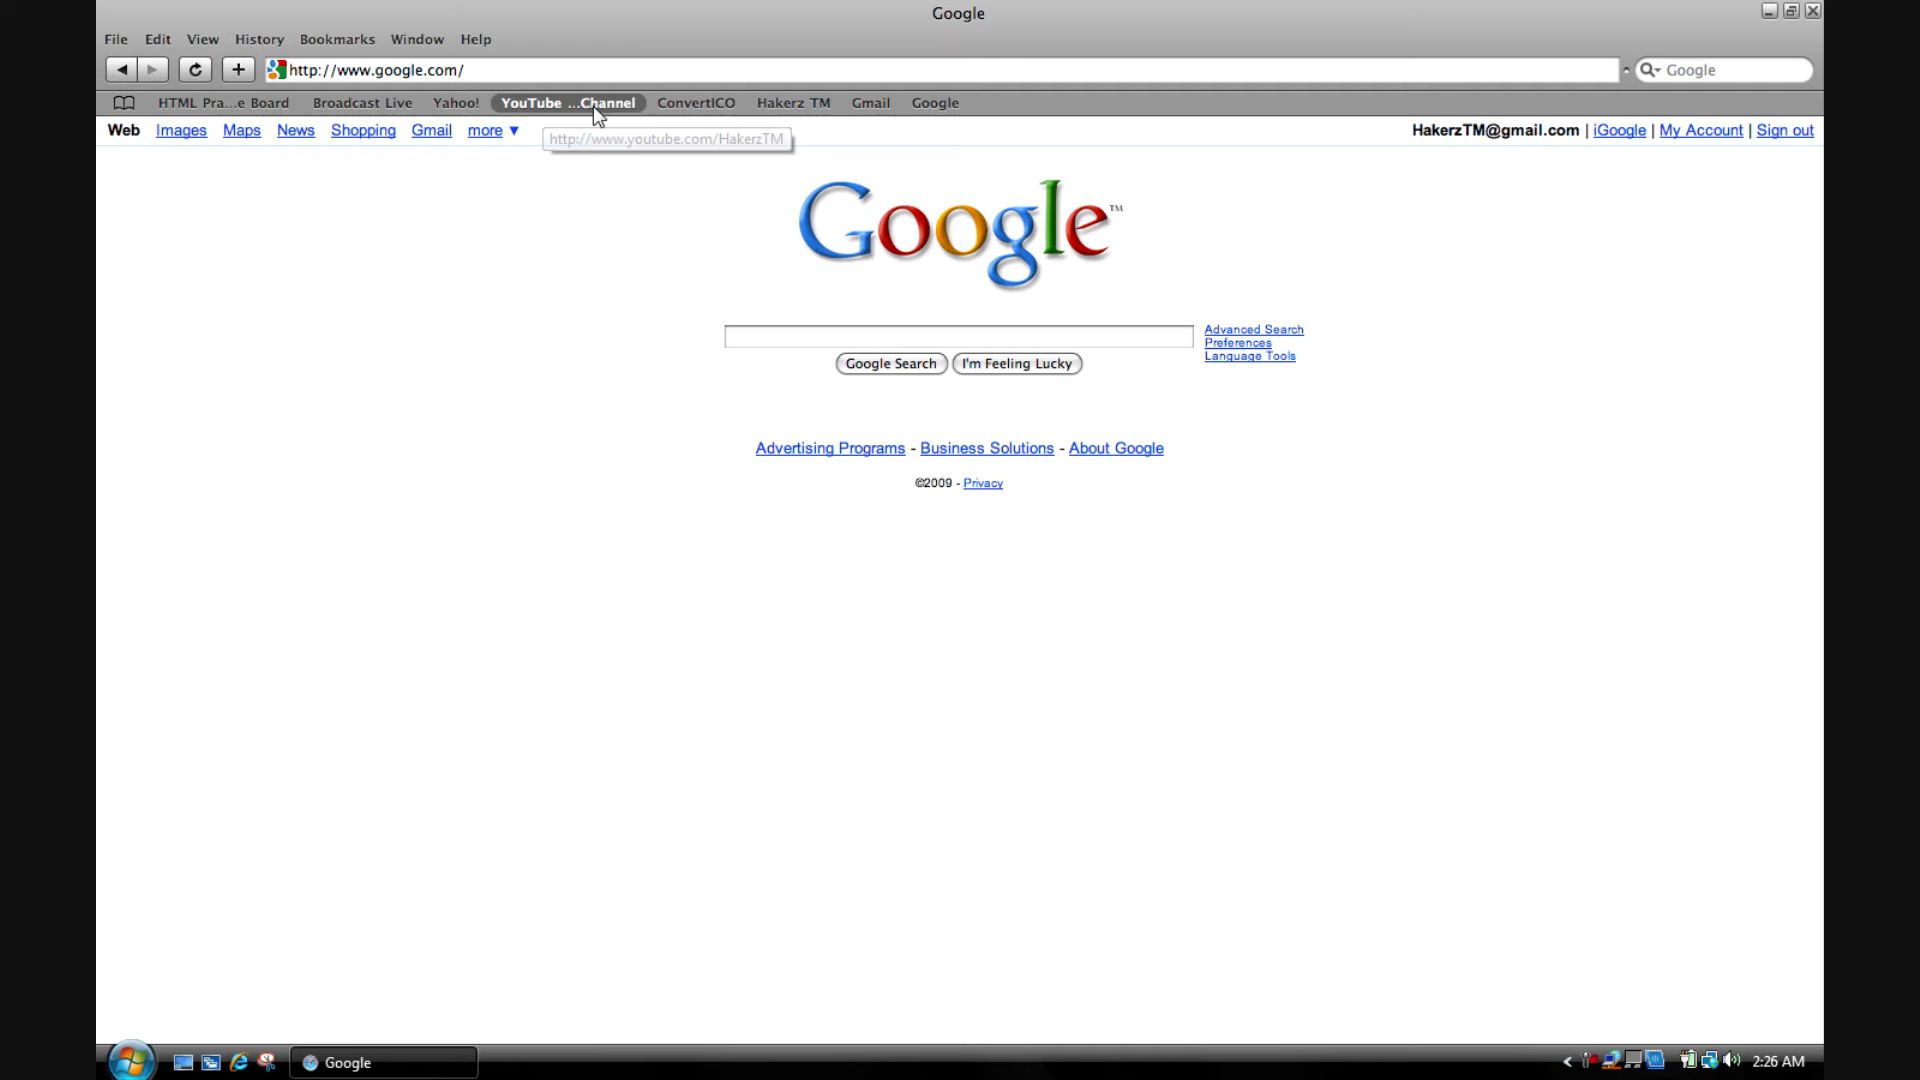 Google
File Edit View History Bookmarks Window Help
http://www.google.com/
Google
HTML Pra...e Board Broadcast Live Yahoo! YouTube ...Channel ConvertICO Hakerz TM Gmail Google
Web Images Maps News Shopping Gmail more ▼
http://www.youtube.com/HakerzTM
HakerzTM@gmail.com | iGoogle | My Account | Sign out
Google™
Advanced Search
Preferences
Language Tools
Google Search I'm Feeling Lucky
Advertising Programs - Business Solutions - About Google
©2009 - Privacy
Google
2:26 AM